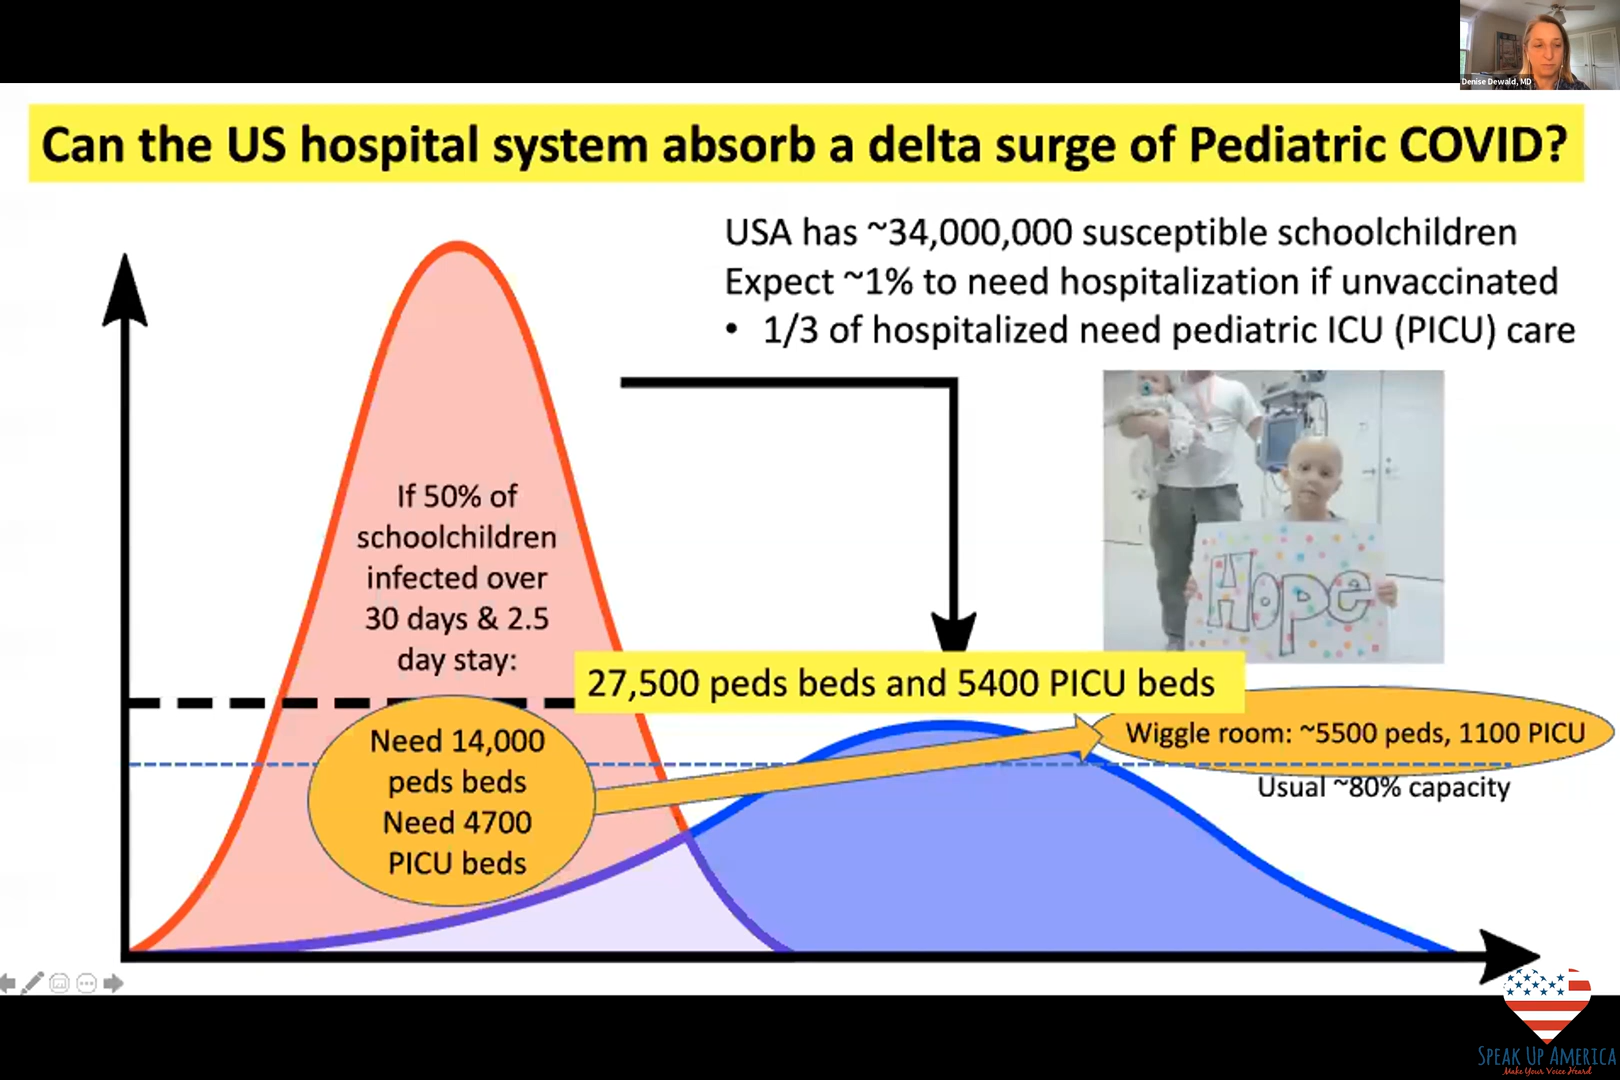 Denise Dewald, MD
Can the US hospital system absorb a delta surge of Pediatric COVID?
USA has ~34,000,000 susceptible schoolchildren
Expect ~1% to need hospitalization if unvaccinated
• 1/3 of hospitalized need pediatric ICU (PICU) care
If 50% of
schoolchildren
infected over
30 days & 2.5
day stay:
Hope
27,500 peds beds and 5400 PICU beds
Need 14,000
peds beds
Need 4700
PICU beds
Wiggle room: ~5500 peds, 1100 PICU
Usual ~80% capacity
SPEAK UP AMERICA
Make Your Voice Heard